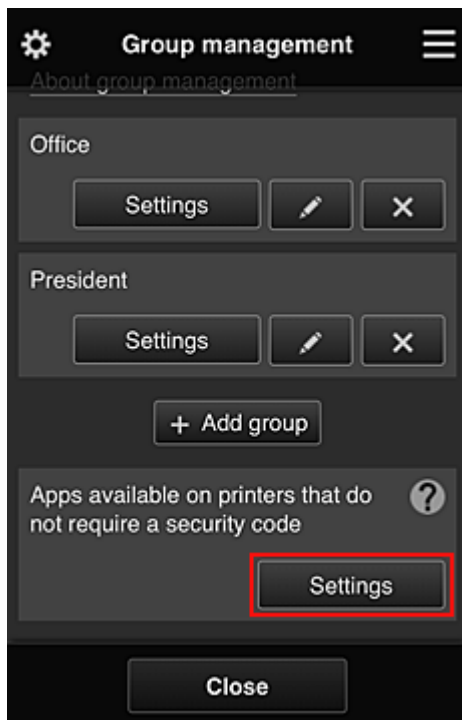 Group management
About group management
Office
Settings
President
Settings
+ Add group
Apps available on printers that do
not require a security code
?
Settings
Close